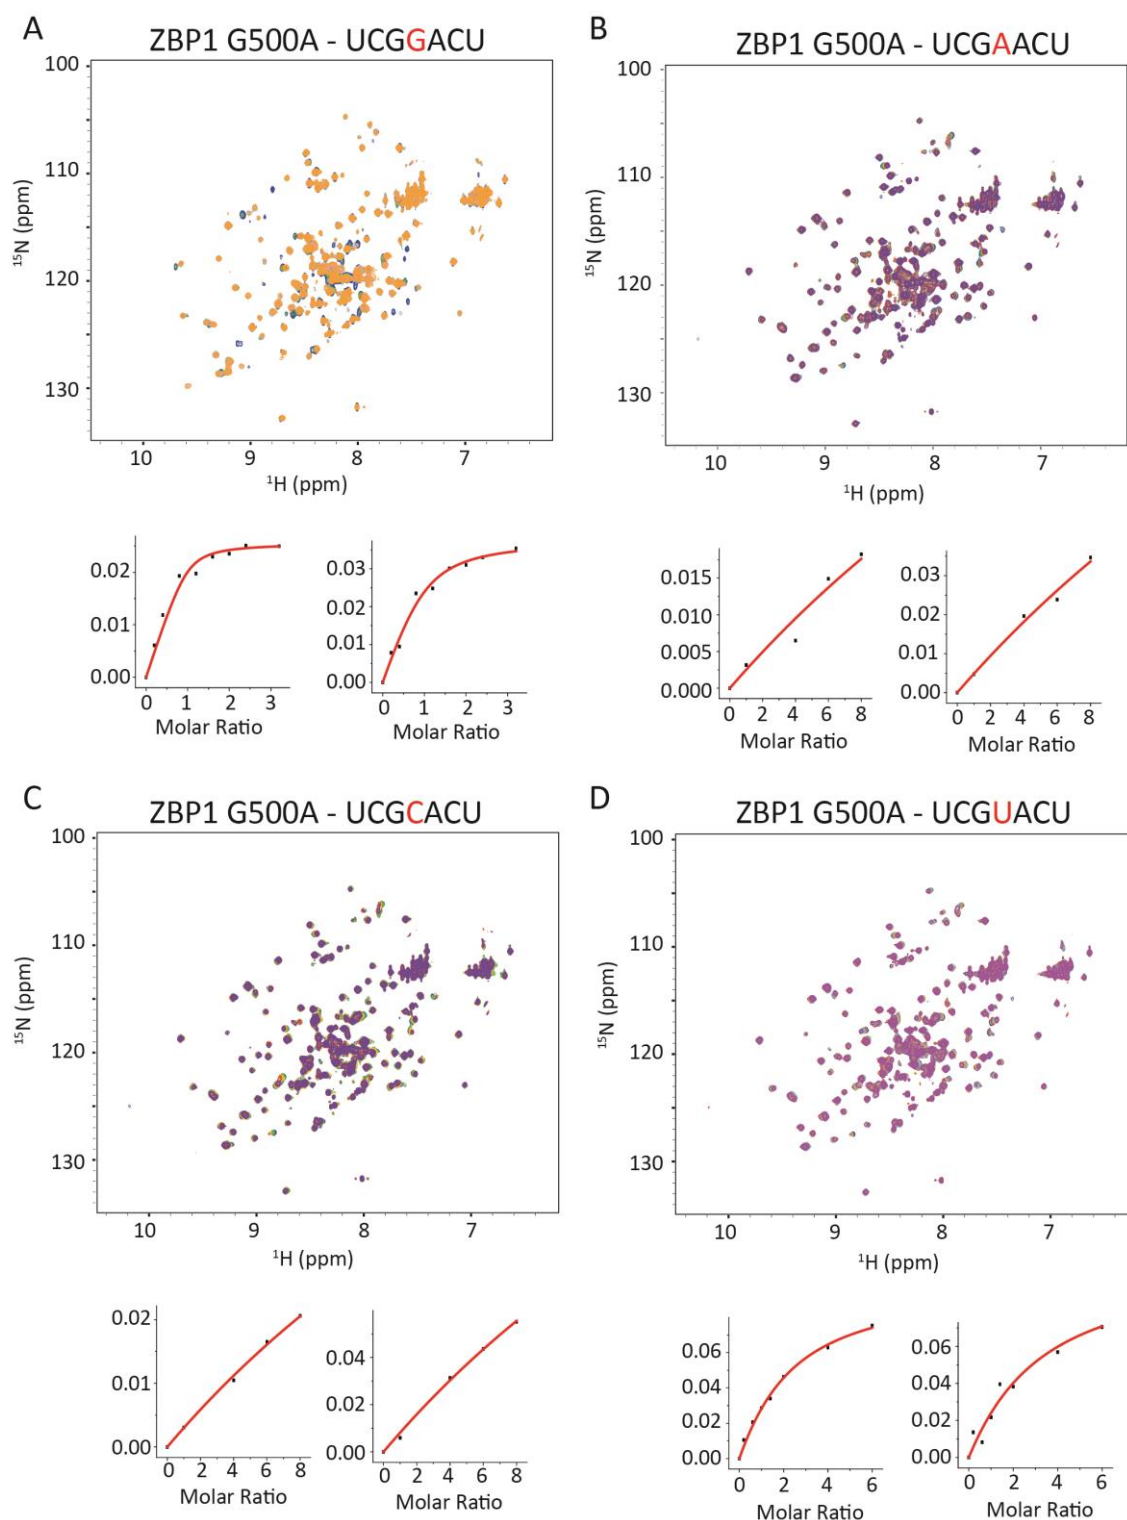 A
ZBP1 G500A - UCGGACU
100
110
120
130
15N (ppm)
10 9 8 7
1H (ppm)
0.02
0.01
0.00
0 1 2 3
Molar Ratio
0.03
0.02
0.01
0.00
0 1 2 3
Molar Ratio
B
ZBP1 G500A - UCGAACU
100
110
120
130
15N (ppm)
10 9 8 7
1H (ppm)
0.015
0.010
0.005
0.000
0 2 4 6 8
Molar Ratio
0.03
0.02
0.01
0.00
0 2 4 6 8
Molar Ratio
C
ZBP1 G500A - UCGCACU
100
110
120
130
15N (ppm)
10 9 8 7
1H (ppm)
0.02
0.01
0.00
0 2 4 6 8
Molar Ratio
0.04
0.02
0.00
0 2 4 6 8
Molar Ratio
D
ZBP1 G500A - UCGUACU
100
110
120
130
15N (ppm)
10 9 8 7
1H (ppm)
0.06
0.04
0.02
0.00
0 2 4 6
Molar Ratio
0.06
0.04
0.02
0.00
0 2 4 6
Molar Ratio